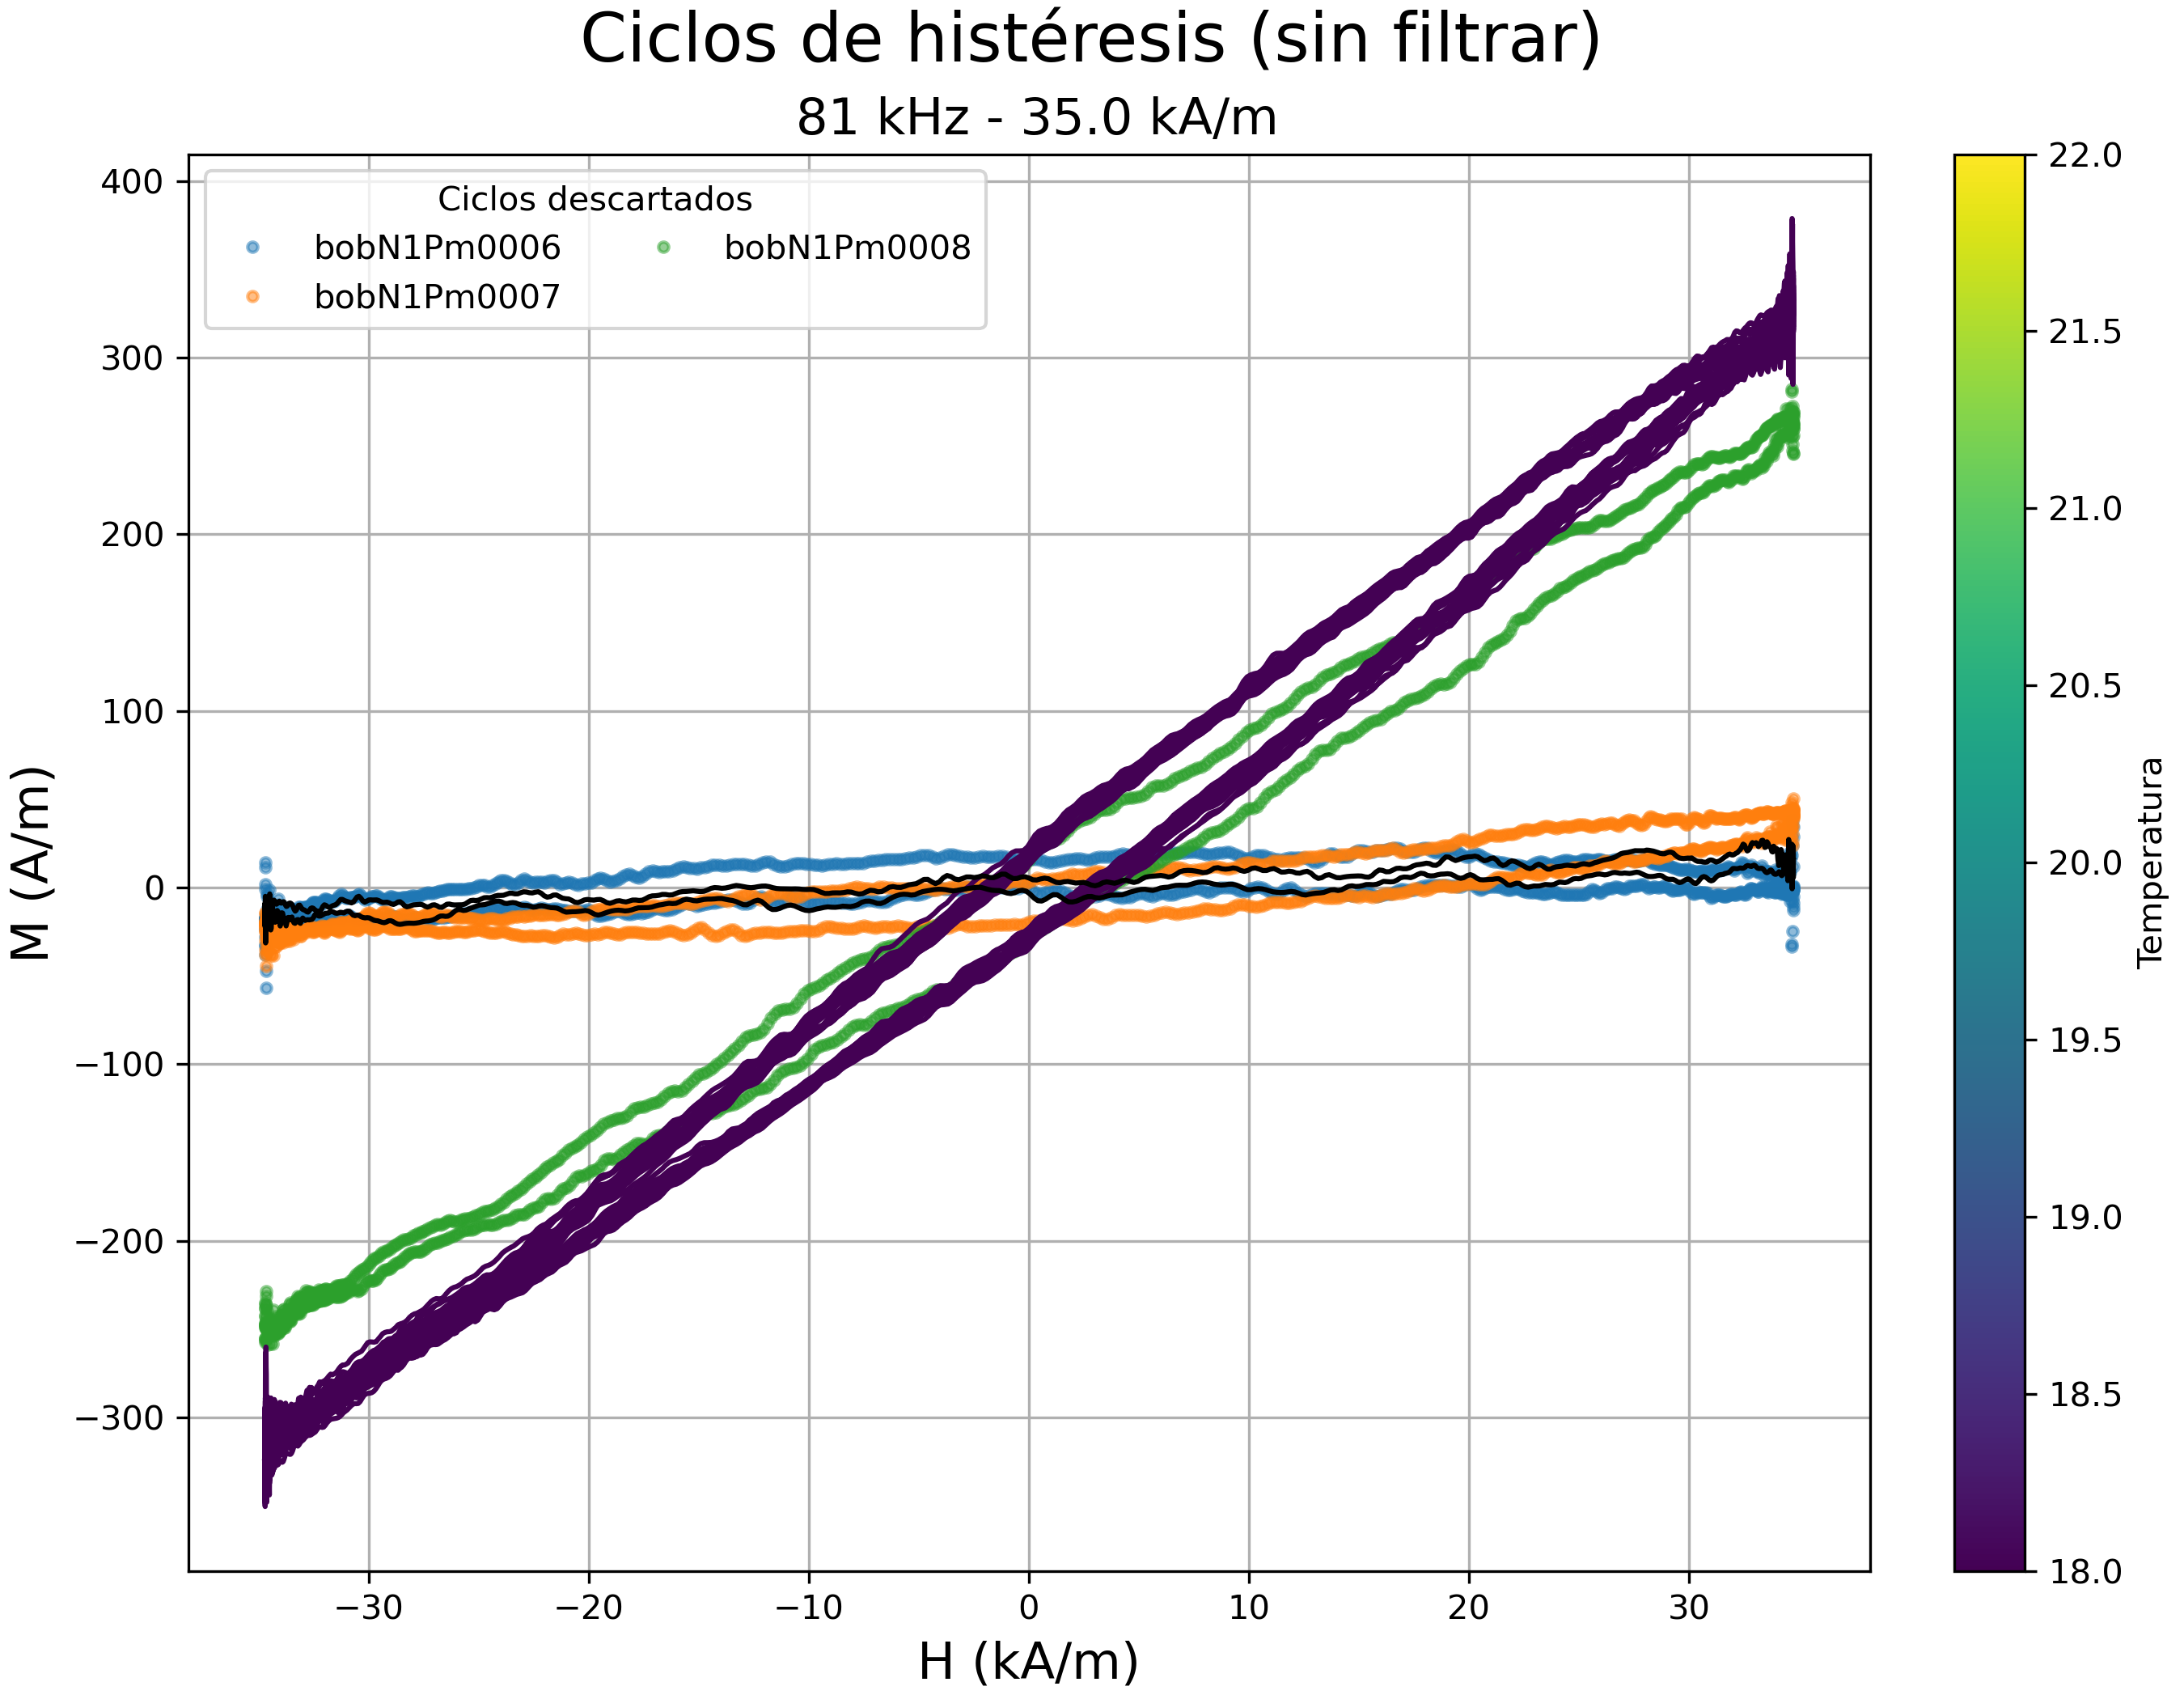 Ciclos de histéresis (sin filtrar)
81 kHz - 35.0 kA/m
Ciclos descartados
bobN1Pm0006
bobN1Pm0007
bobN1Pm0008
400
300
200
100
0
−100
−200
−300
M (A/m)
−30 −20 −10 0 10 20 30
H (kA/m)
22.0
21.5
21.0
20.5
20.0
19.5
19.0
18.5
18.0
Temperatura